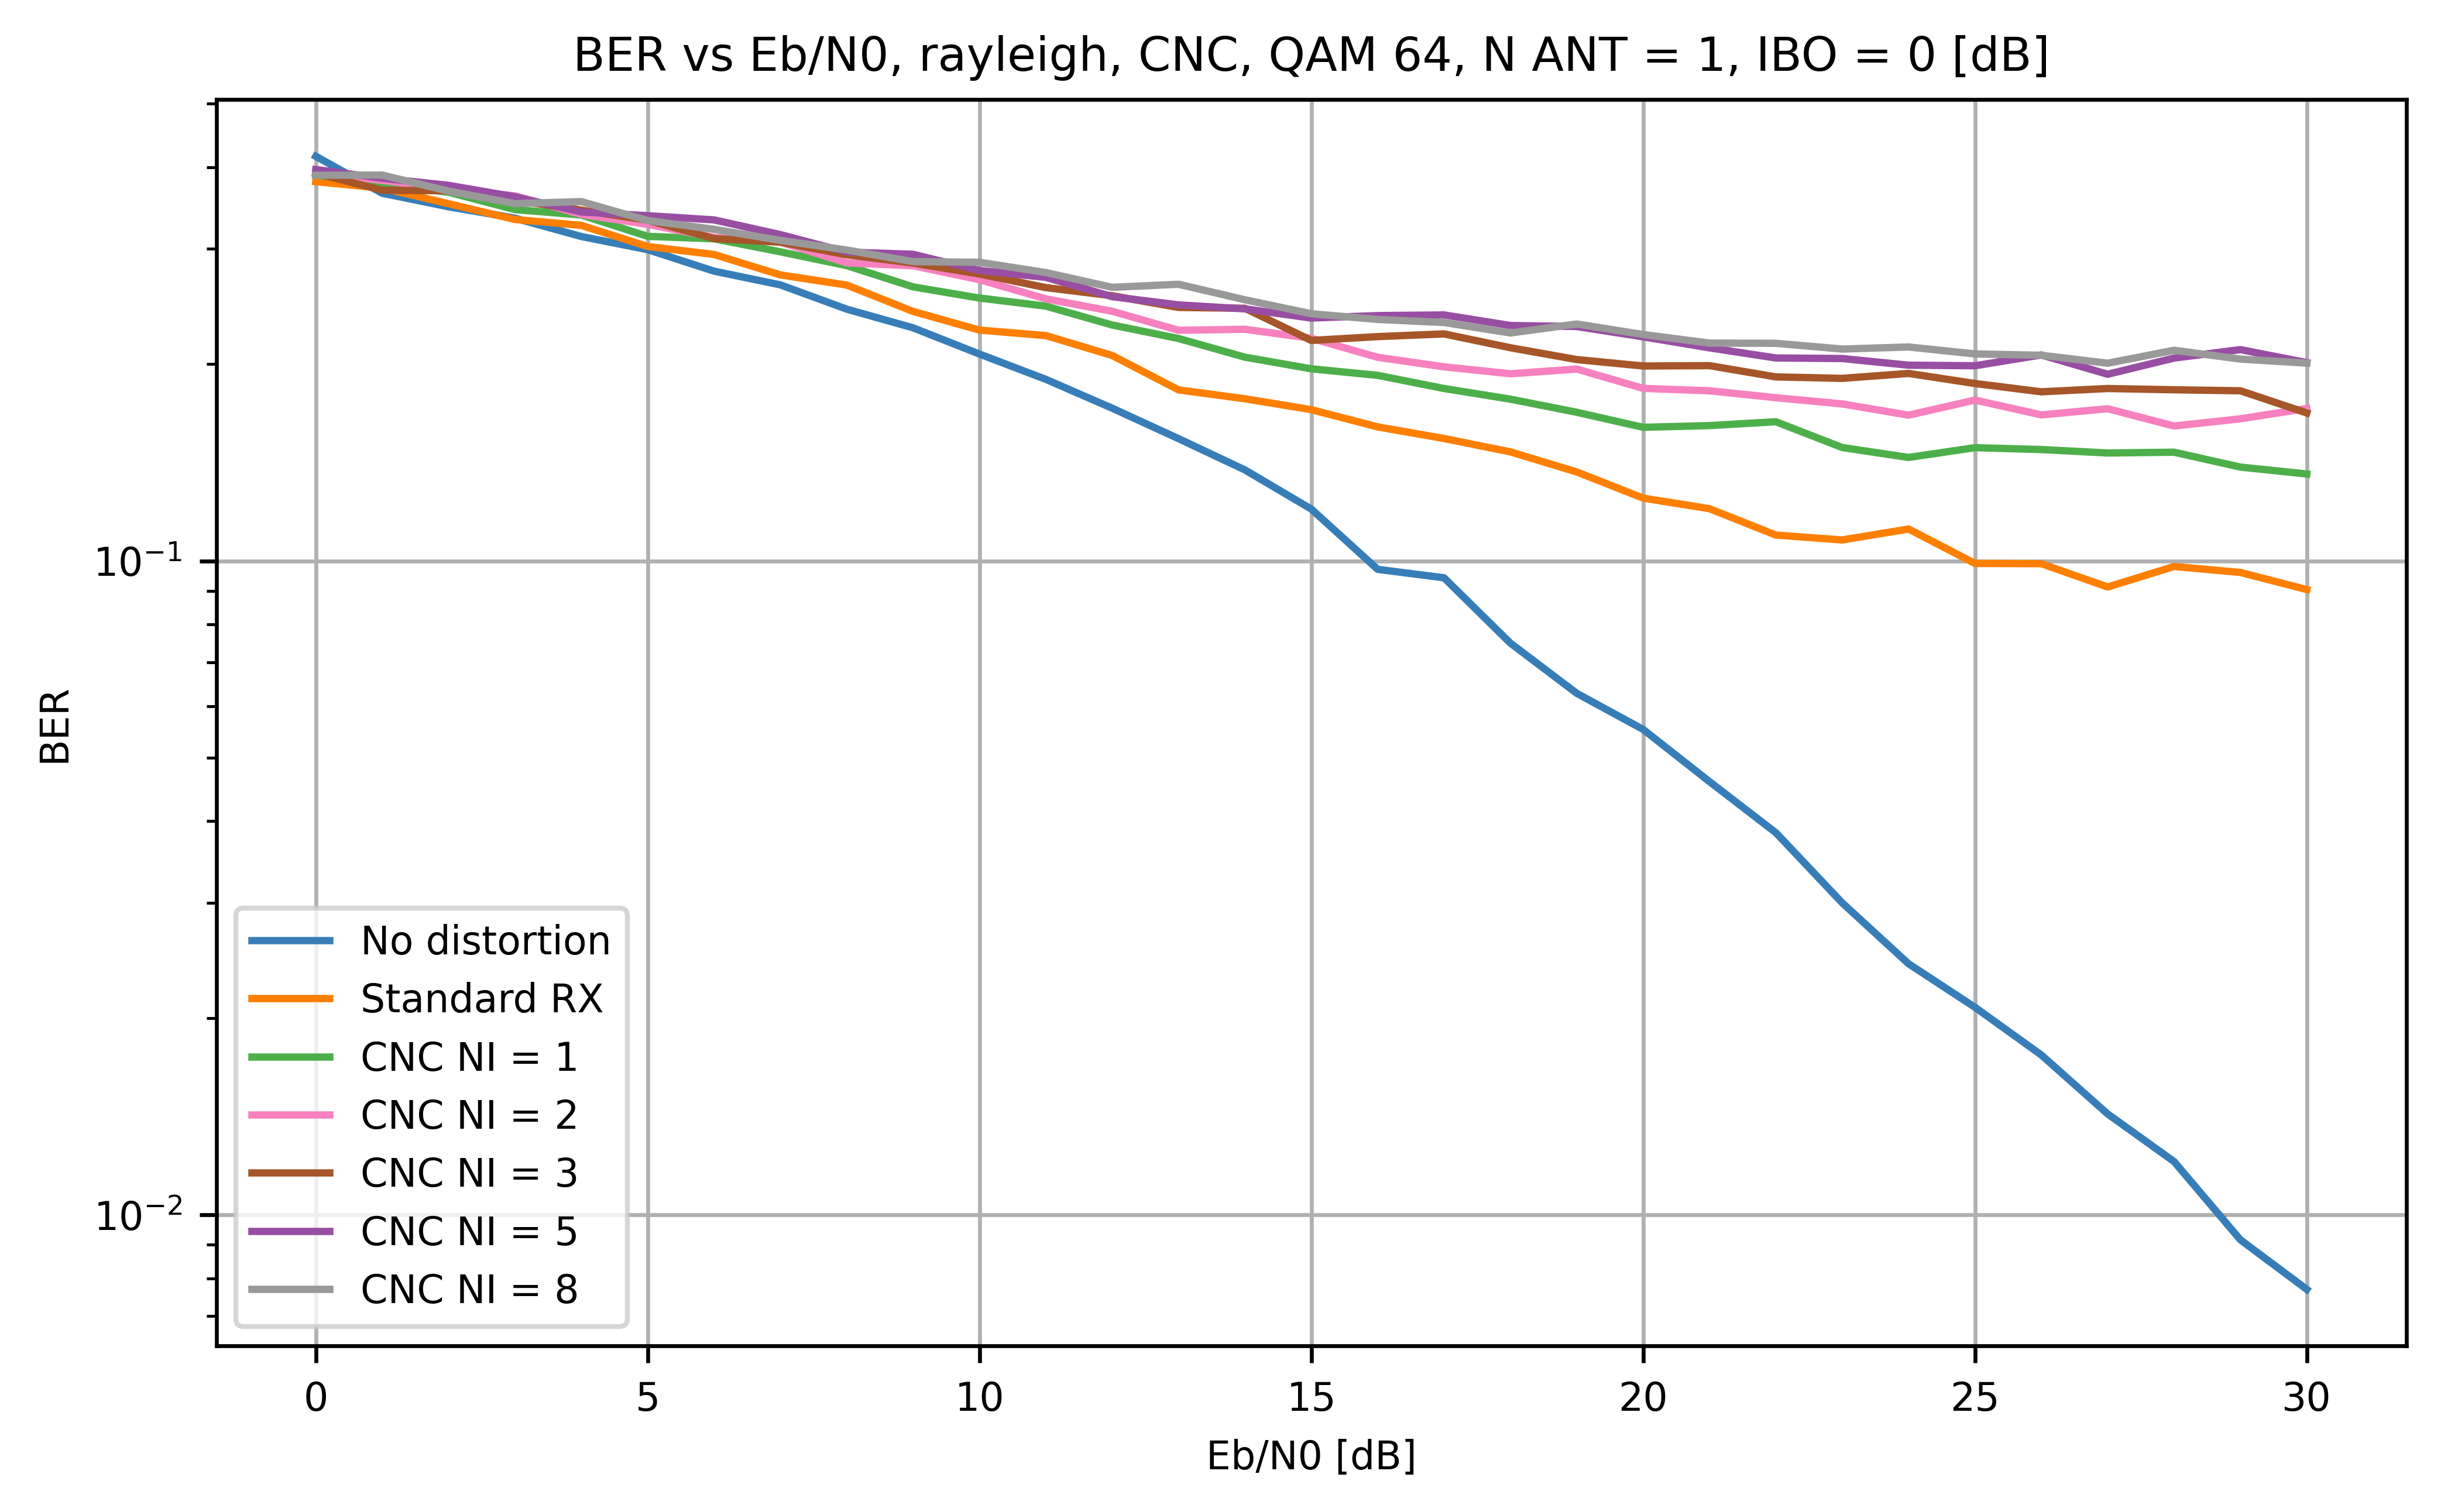 BER vs Eb/N0, rayleigh, CNC, QAM 64, N ANT = 1, IBO = 0 [dB]
BER
10⁻¹
10⁻²
No distortion
Standard RX
CNC NI = 1
CNC NI = 2
CNC NI = 3
CNC NI = 5
CNC NI = 8
0 5 10 15 20 25 30
Eb/N0 [dB]